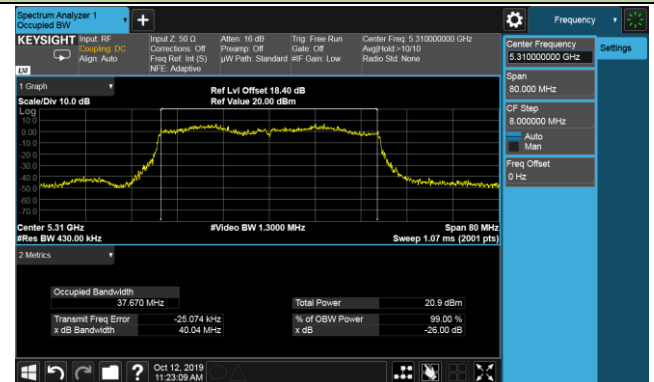 Spectrum Analyzer 1
Occupied BW
Frequency
KEYSIGHT
Input: RF
Coupling: DC
Align: Auto
Input Z: 50 Ω
Corrections: Off
Freq Ref: Int (S)
NFE: Adaptive
Atten: 16 dB
Preamp: Off
µW Path: Standard
Trig: Free Run
Gate: Off
#IF Gain: Low
Center Freq: 5.310000000 GHz
Avg|Hold:>10/10
Radio Std: None
LXI
1 Graph
Scale/Div 10.0 dB
Ref Lvl Offset 18.40 dB
Ref Value 20.00 dBm
Log
10.0
0.00
-10.0
-20.0
-30.0
-40.0
-50.0
-60.0
-70.0
Center 5.31 GHz
#Video BW 1.3000 MHz
Span 80 MHz
#Res BW 430.00 kHz
Sweep 1.07 ms (2001 pts)
2 Metrics
Occupied Bandwidth
37.670 MHz
Total Power 20.9 dBm
Transmit Freq Error -25.074 kHz
% of OBW Power 99.00 %
x dB Bandwidth 40.04 MHz
x dB -26.00 dB
Oct 12, 2019
11:23:09 AM
Center Frequency
5.310000000 GHz
Settings
Span
80.000 MHz
CF Step
8.000000 MHz
Auto
Man
Freq Offset
0 Hz